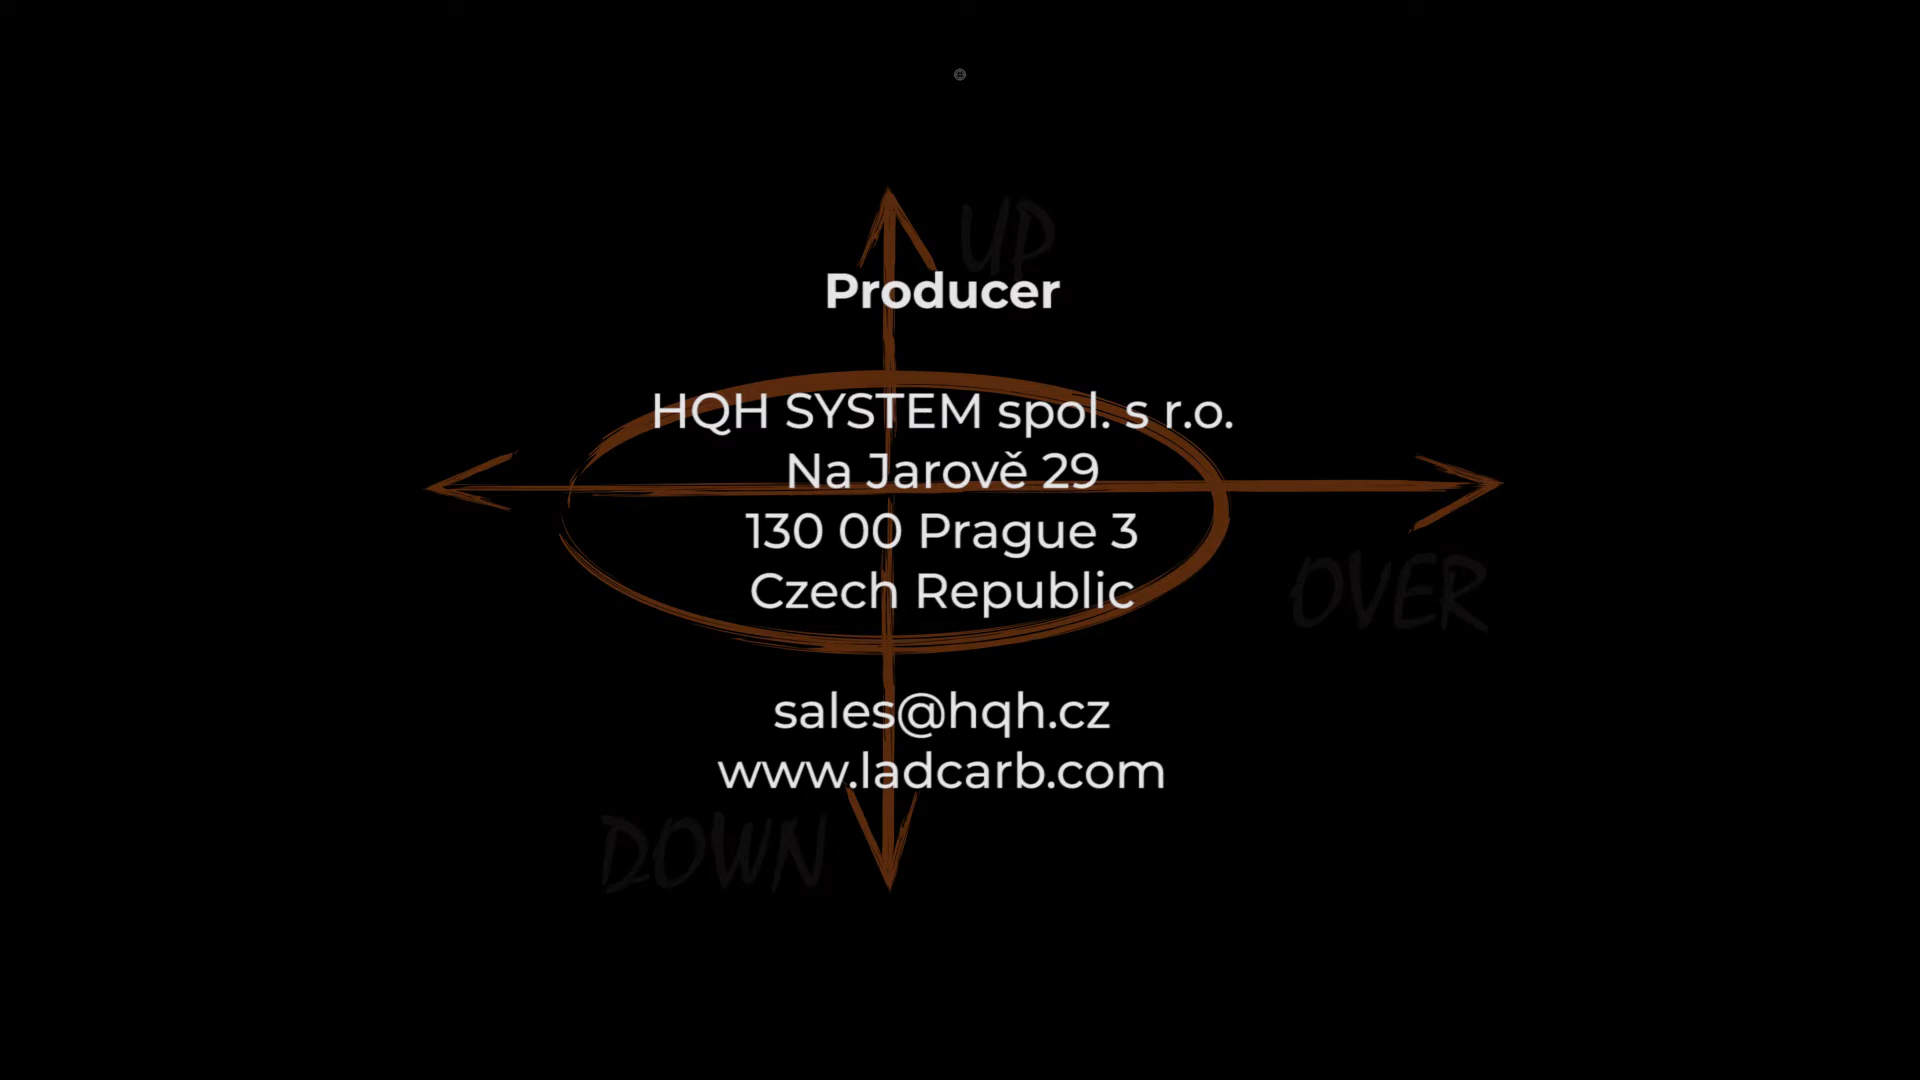 UP
Producer
HQH SYSTEM spol. s r.o.
Na Jarově 29
130 00 Prague 3
Czech Republic
OVER
sales@hqh.cz
www.ladcarb.com
DOWN